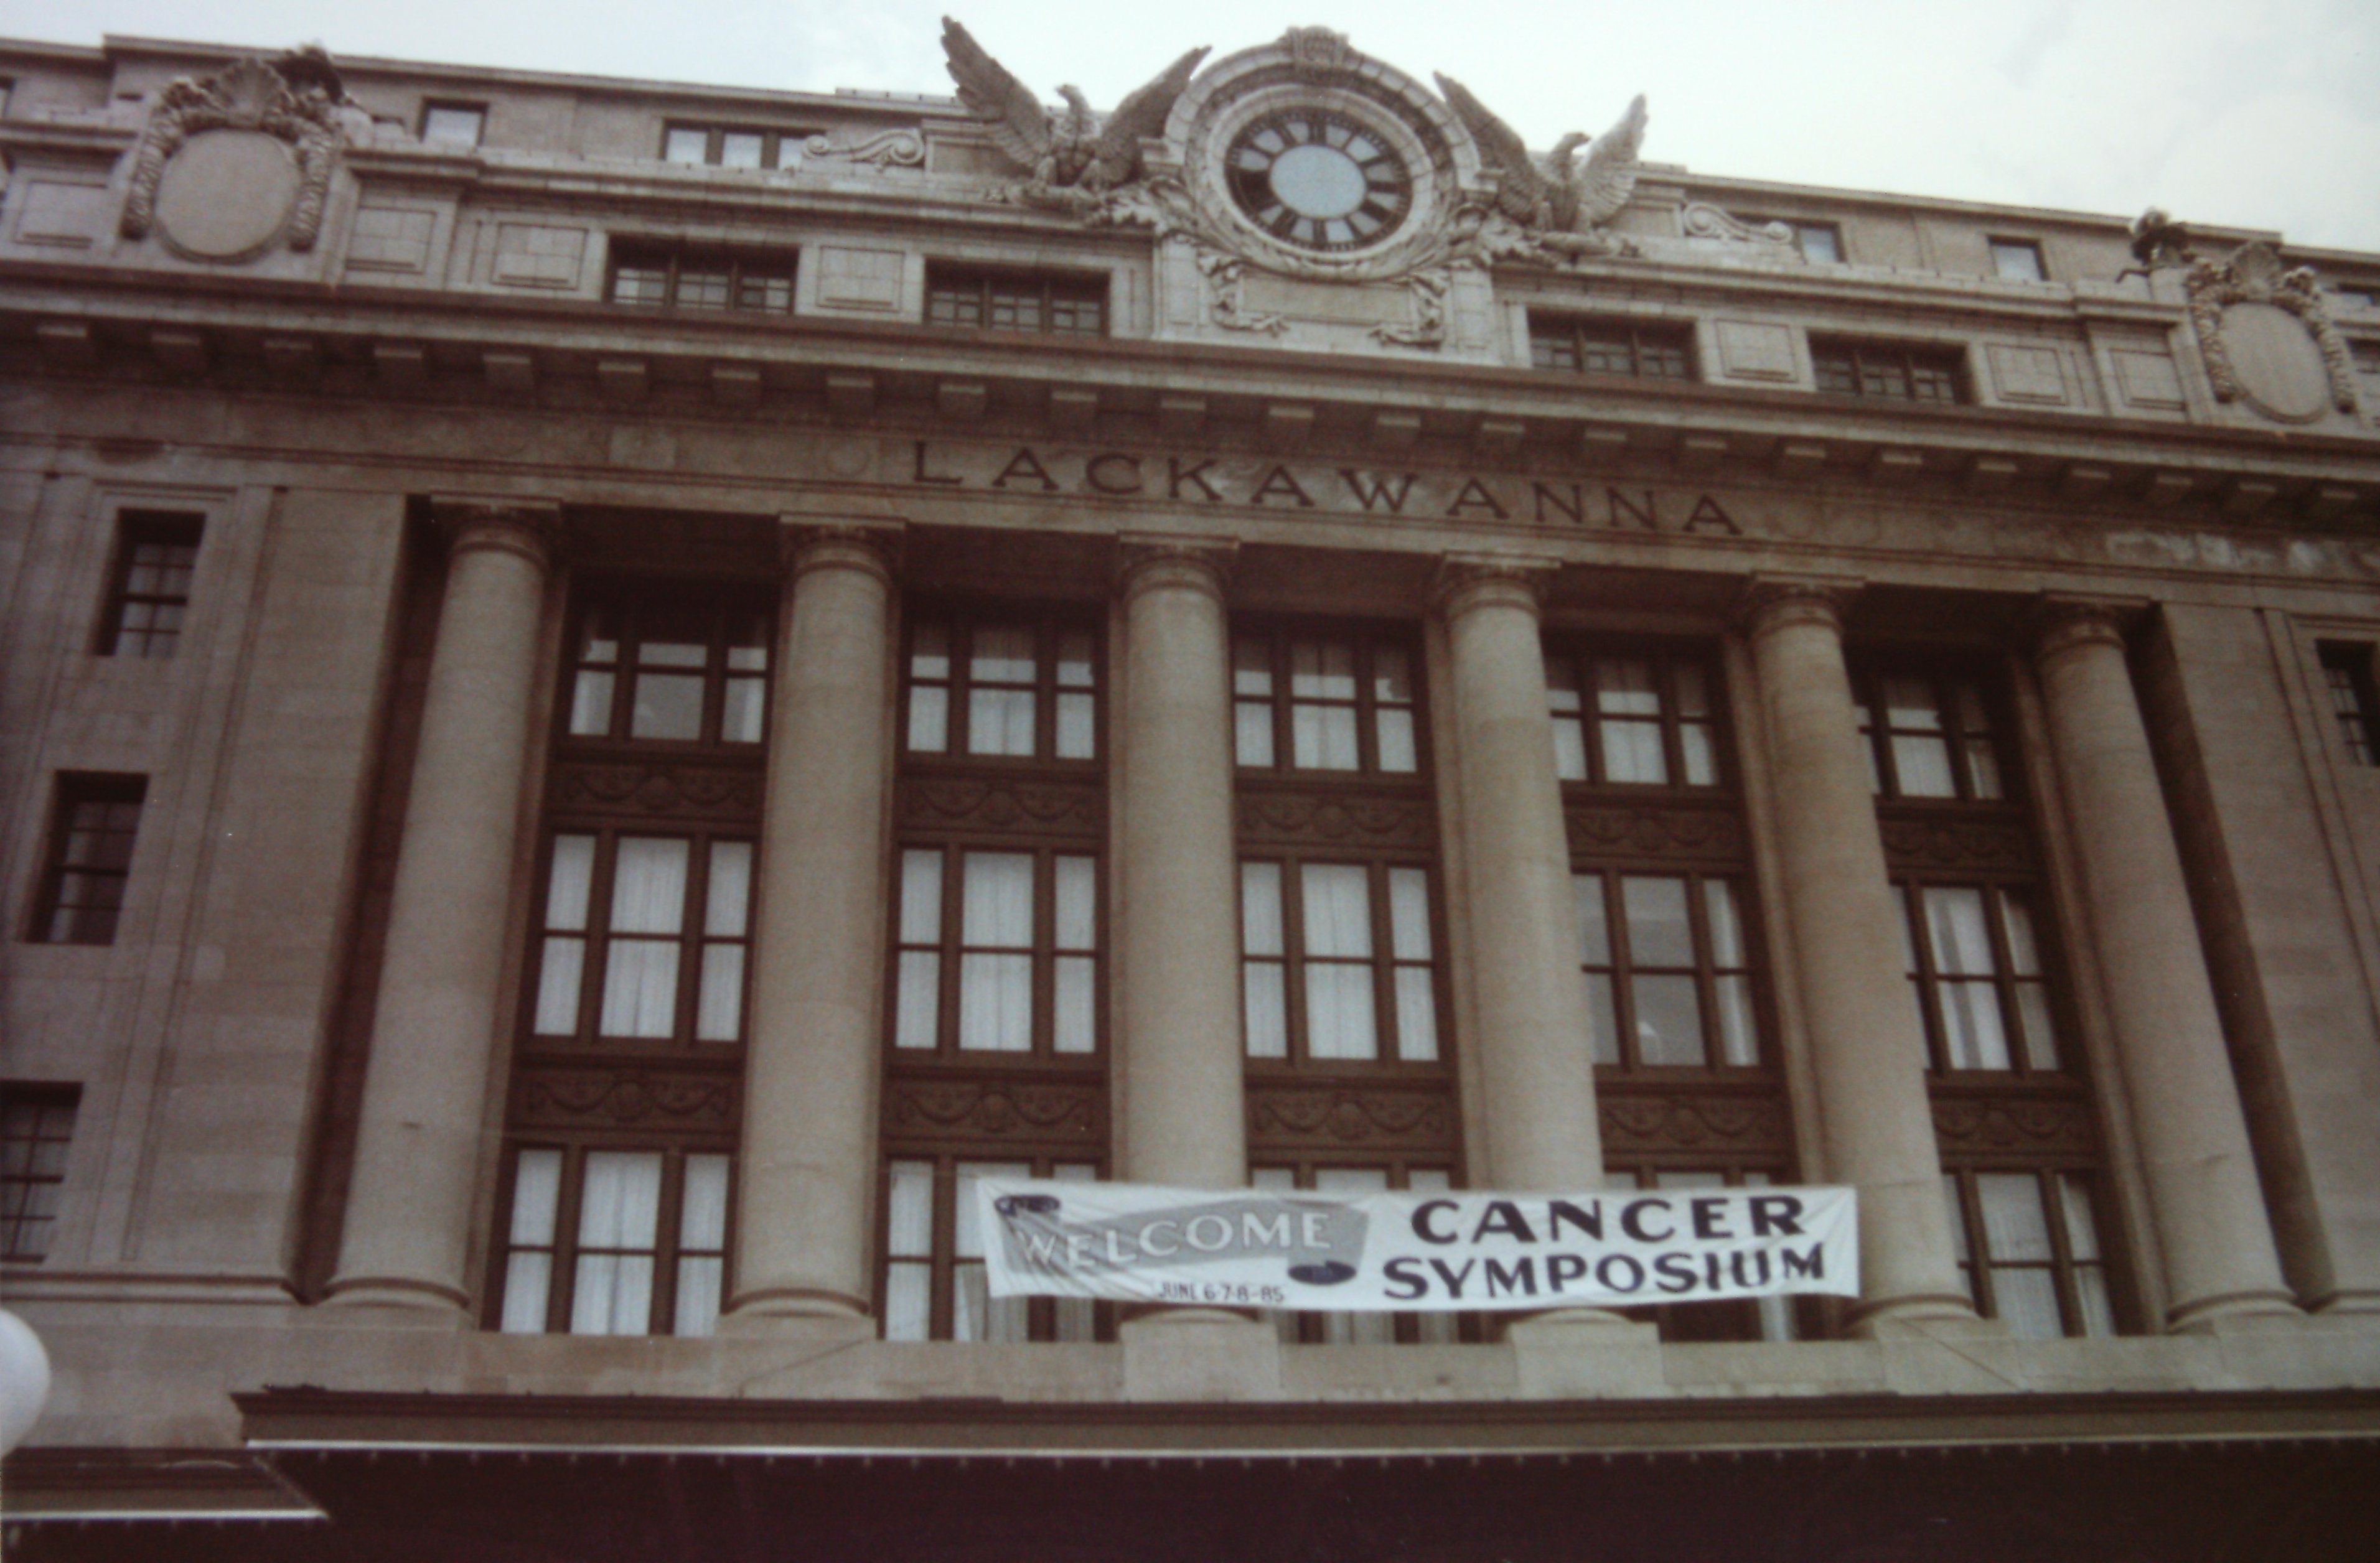 LACKAWANNA
WELCOME
JUNE 6-7-8-85
CANCER
SYMPOSIUM